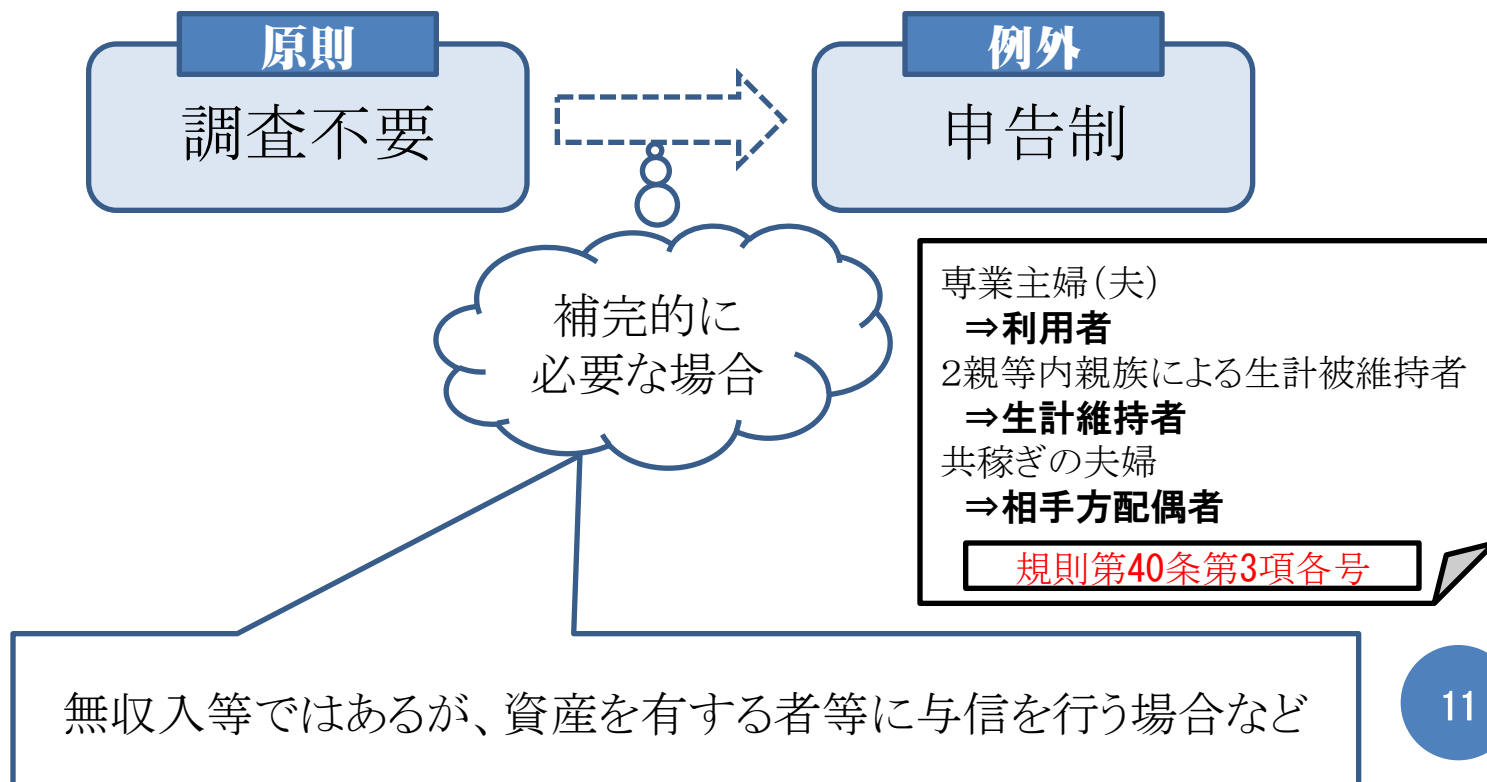 原則
調査不要
例外
申告制
補完的に
必要な場合
専業主婦(夫)
⇒利用者
2親等内親族による生計被維持者
⇒生計維持者
共稼ぎの夫婦
⇒相手方配偶者
規則第40条第3項各号
無収入等ではあるが、資産を有する者等に与信を行う場合など
11